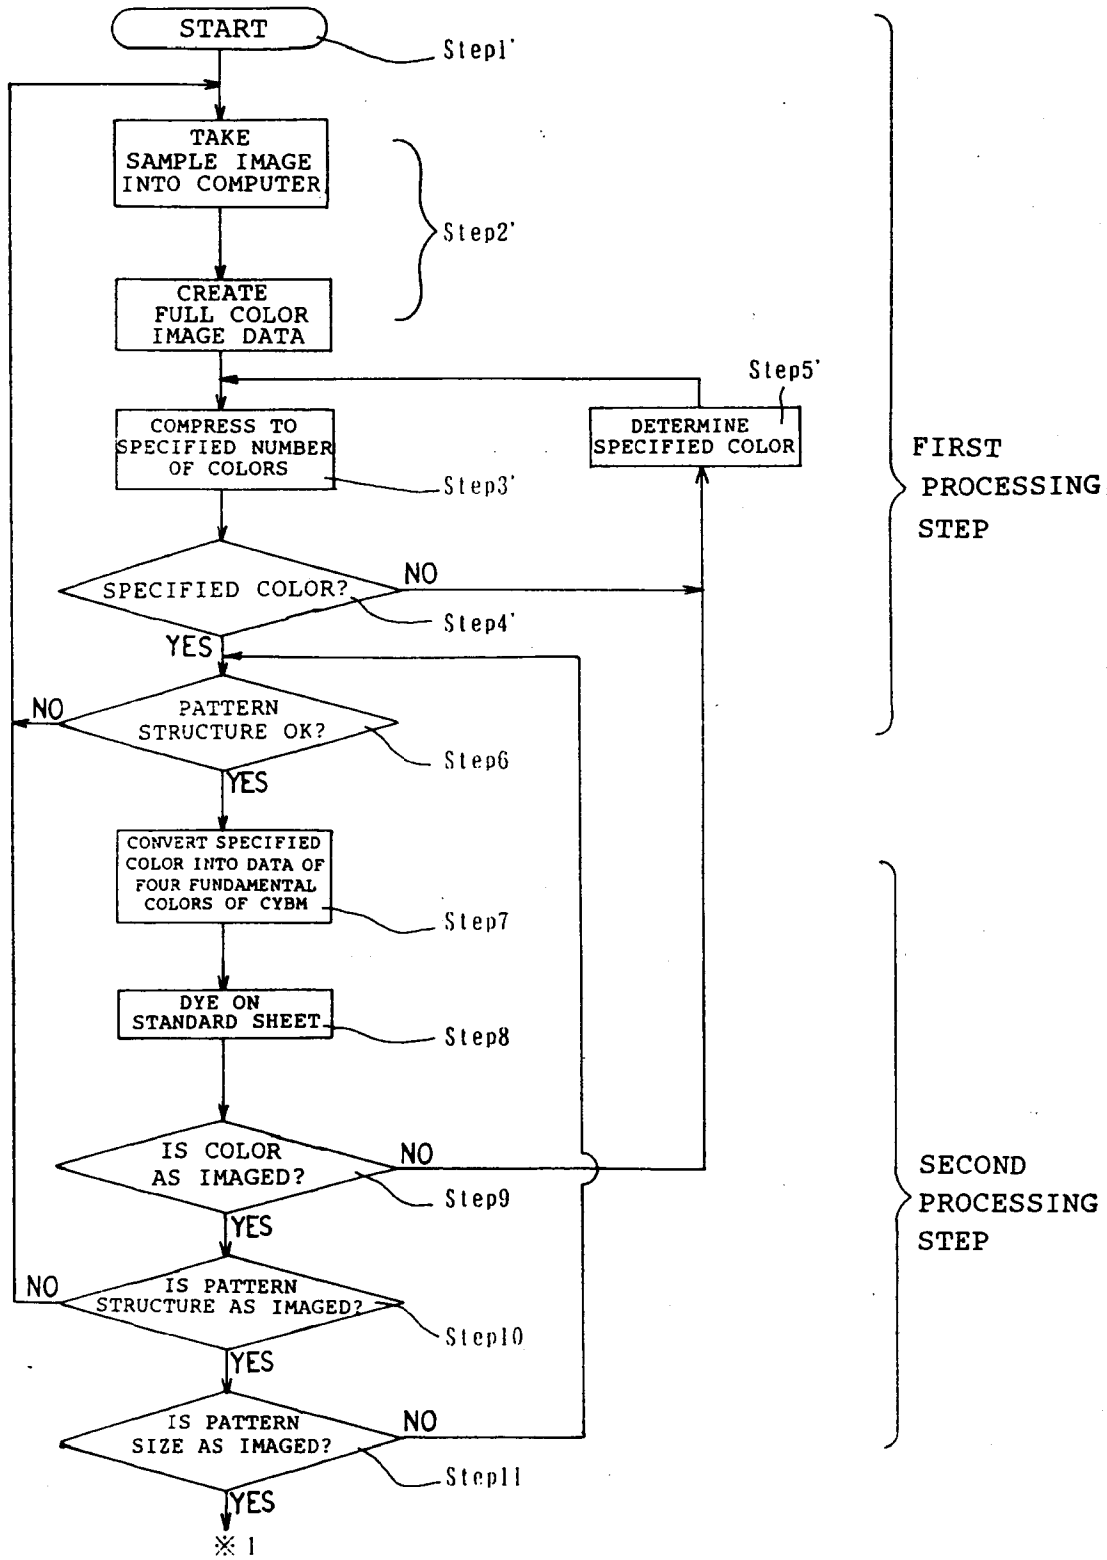 START
Step1'
TAKE
SAMPLE IMAGE
INTO COMPUTER
Step2'
CREATE
FULL COLOR
IMAGE DATA
Step5'
DETERMINE
SPECIFIED COLOR
COMPRESS TO
SPECIFIED NUMBER
OF COLORS
Step3'
FIRST
PROCESSING
STEP
SPECIFIED COLOR?
NO
Step4'
YES
NO
PATTERN
STRUCTURE OK?
Step6
YES
CONVERT SPECIFIED
COLOR INTO DATA OF
FOUR FUNDAMENTAL
COLORS OF CYBM
Step7
DYE ON
STANDARD SHEET
Step8
IS COLOR
AS IMAGED?
NO
Step9
YES
SECOND
PROCESSING
STEP
NO
IS PATTERN
STRUCTURE AS IMAGED?
Step10
YES
IS PATTERN
SIZE AS IMAGED?
NO
Step11
YES
※1